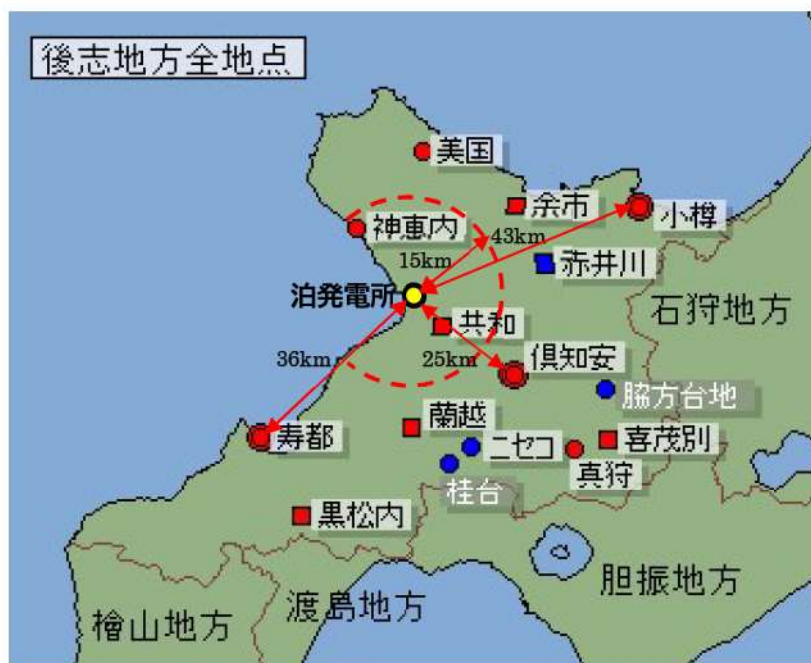 後志地方全地点
美国
余市
小樽
神恵内
43km
赤井川
15km
泊発電所
石狩地方
共和
36km
25km
倶知安
脇方台地
蘭越
寿都
ニセコ
喜茂別
真狩
桂台
黒松内
胆振地方
渡島地方
檜山地方